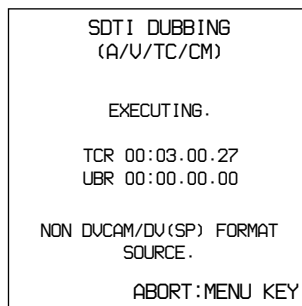 SDTI DUBBING
(A/V/TC/CM)
EXECUTING.
TCR 00:03.00.27
UBR 00:00.00.00
NON DVCAM/DV(SP) FORMAT
SOURCE.
ABORT:MENU KEY